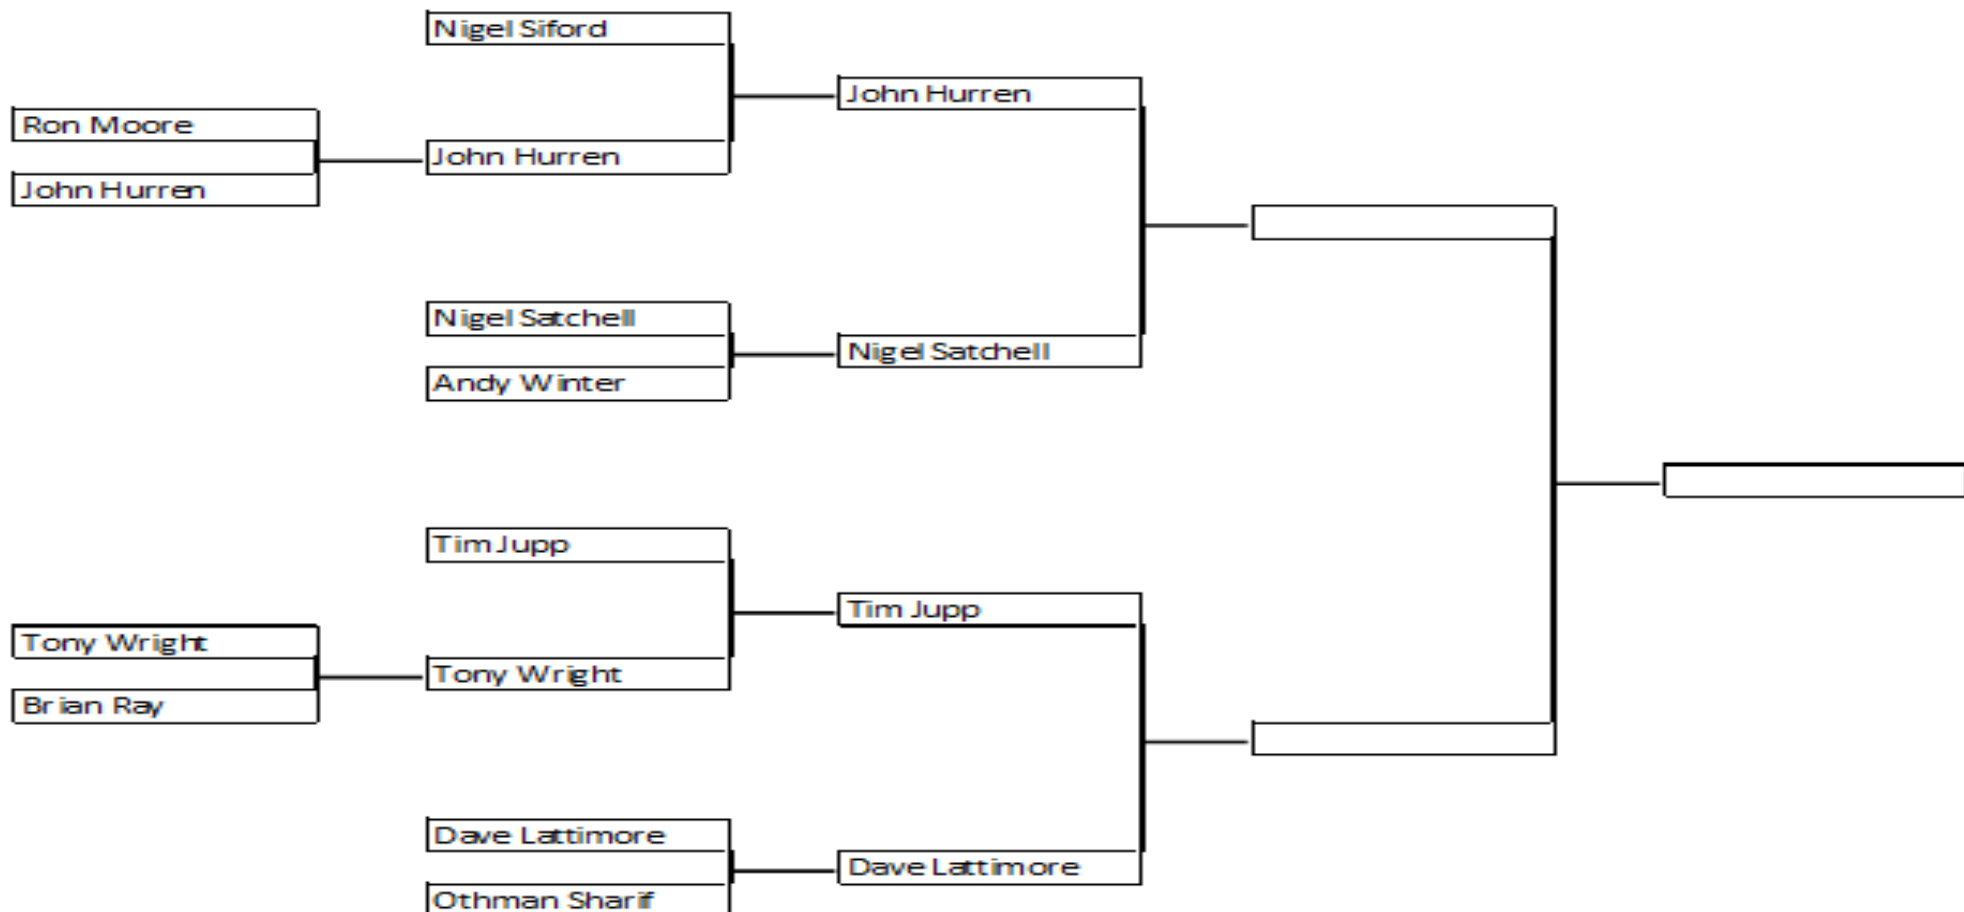 Nigel Siford
John Hurren
Ron Moore
John Hurren
John Hurren
Nigel Satchell
Nigel Satchell
Andy Winter
Tim Jupp
Tim Jupp
Tony Wright
Tony Wright
Brian Ray
Dave Lattimore
Dave Lattimore
Othman Sharif